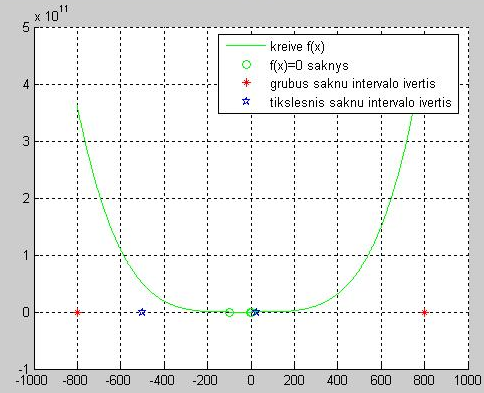 x 10^11
5
4
3
2
1
0
-1
-1000 -800 -600 -400 -200 0 200 400 600 800 1000
kreive f(x)
f(x)=0 saknys
grubus saknu intervalo ivertis
tikslesnis saknu intervalo ivertis